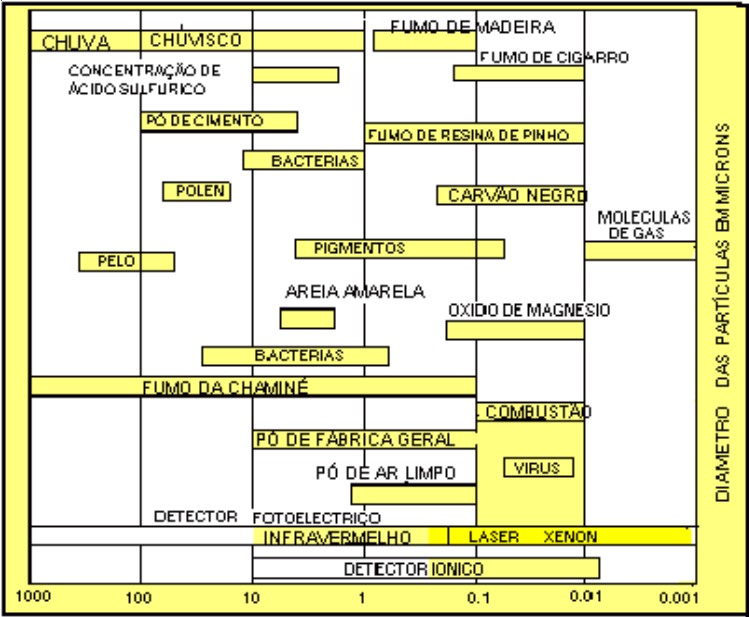 FUMO DE MADEIRA
CHUVA CHUVISCO
FUMO DE CIGARRO
CONCENTRAÇÃO DE
ÁCIDO SULFURICO
PÓ DE CIMENTO
FUMO DE RESINA DE PINHO
BACTERIAS
POLEN
CARVÃO NEGRO
MOLECULAS
DE GAS
PIGMENTOS
PELO
AREIA AMARELA
OXIDO DE MAGNESIO
BACTERIAS
FUMO DA CHAMINÉ
COMBUSTÃO
PÓ DE FÁBRICA GERAL
PÓ DE AR LIMPO
VIRUS
DETECTOR FOTOELECTRIÇO
INFRAVERMELHO LASER XENON
DETECTOR IONICO
1000 100 10 1 0.1 0.01 0.001
DIAMETRO DAS PARTÍCULAS EM MICRONS